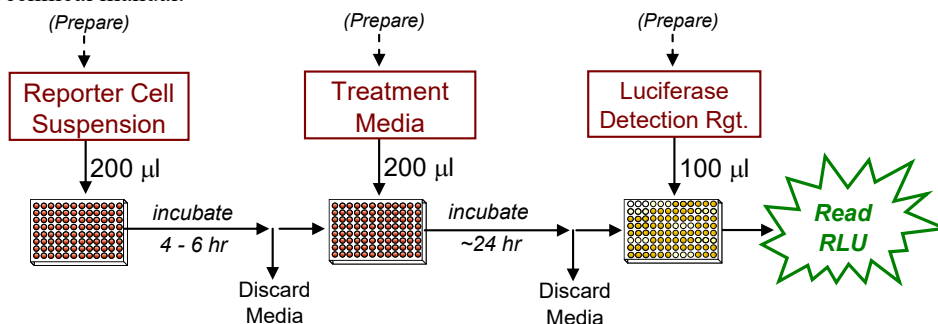 (Prepare)
(Prepare)
(Prepare)
Reporter Cell
Suspension
Treatment
Media
Luciferase
Detection Rgt.
200 µl
200 µl
100 µl
incubate
4 - 6 hr
incubate
~24 hr
Read
RLU
Discard
Media
Discard
Media